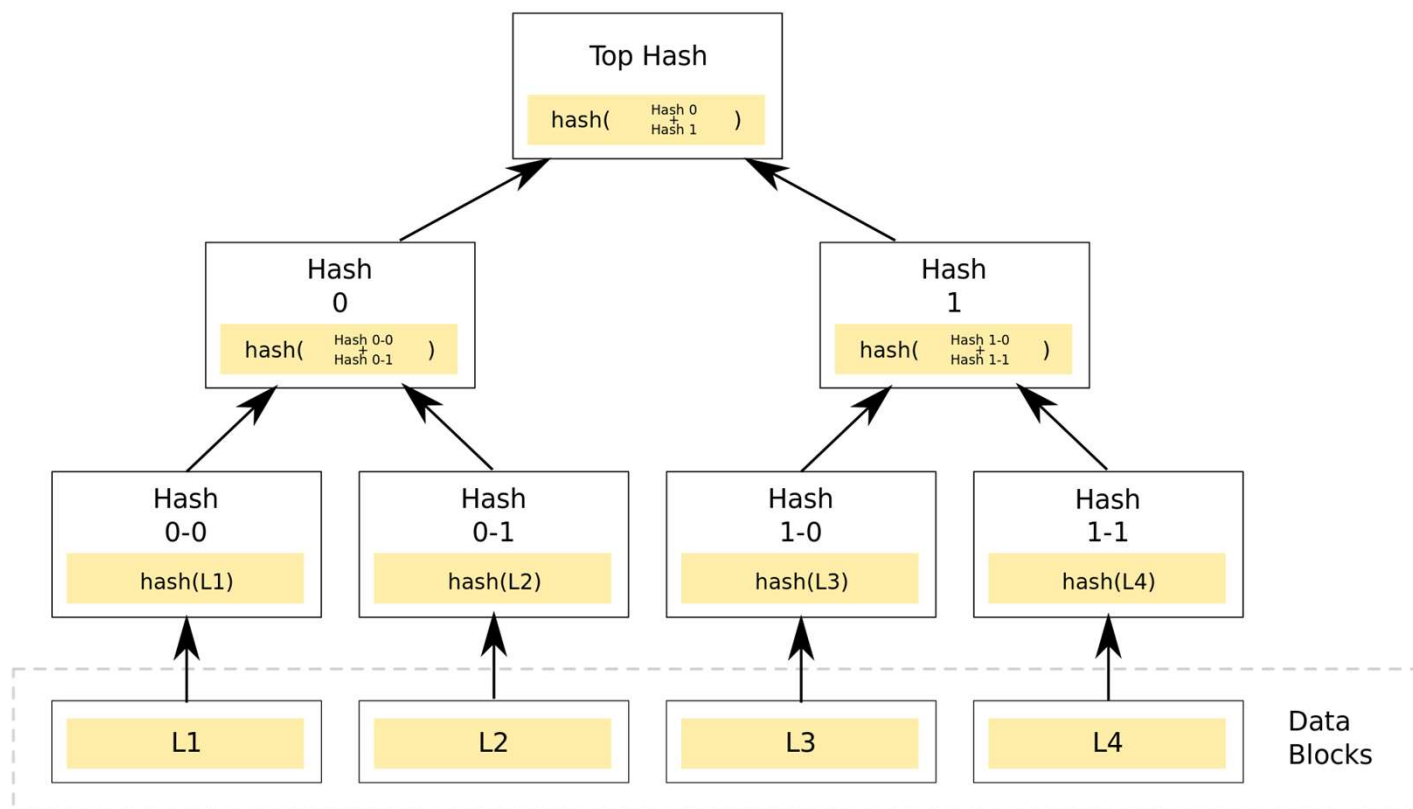 Top Hash
hash( Hash 0 + Hash 1 )
Hash
0
hash( Hash 0-0 + Hash 0-1 )
Hash
1
hash( Hash 1-0 + Hash 1-1 )
Hash
0-0
hash(L1)
Hash
0-1
hash(L2)
Hash
1-0
hash(L3)
Hash
1-1
hash(L4)
L1
L2
L3
L4
Data
Blocks